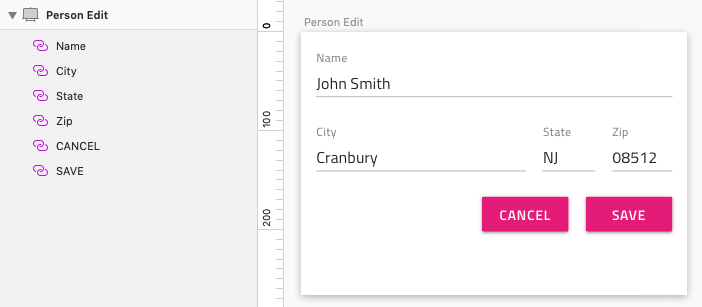 Person Edit
Name
City
State
Zip
CANCEL
SAVE
0
100
200
Person Edit
Name
John Smith
City State Zip
Cranbury NJ 08512
CANCEL SAVE